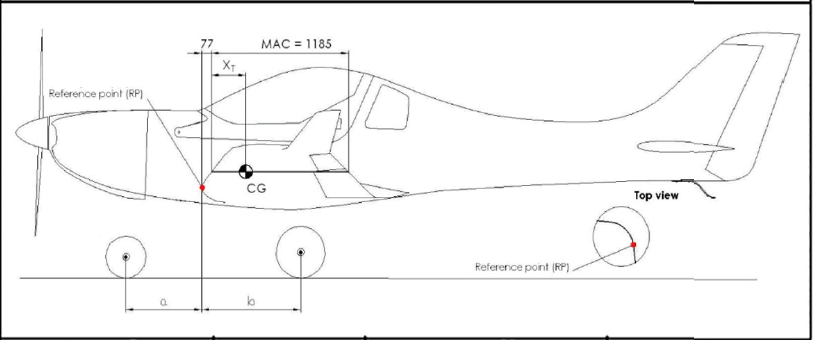 77 MAC = 1185
XT
Reference point (RP)
CG
Top view
Reference point (RP)
a b